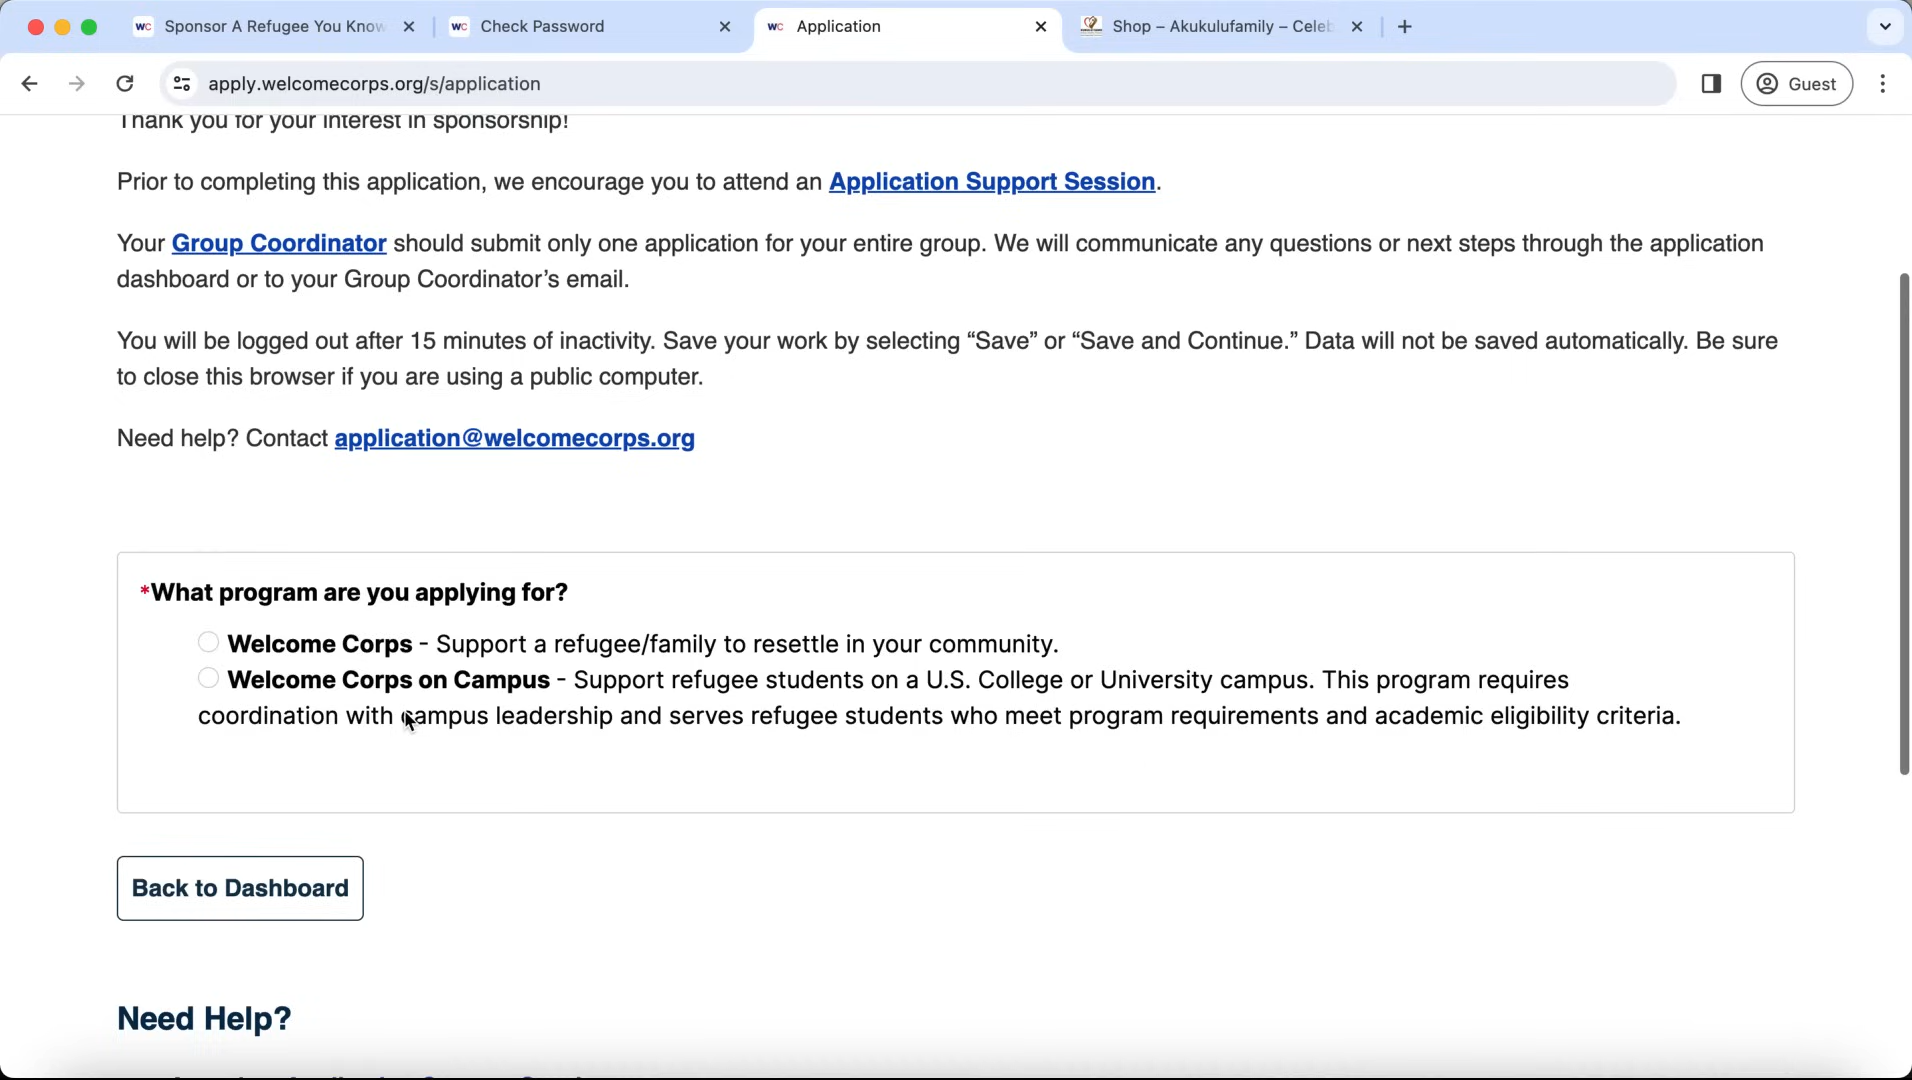 WC Sponsor A Refugee You Know
WC Check Password
WC Application
Shop – Akukulufamily – Celeb
apply.welcomecorps.org/s/application
Guest
Thank you for your interest in sponsorship!
Prior to completing this application, we encourage you to attend an Application Support Session.
Your Group Coordinator should submit only one application for your entire group. We will communicate any questions or next steps through the application
dashboard or to your Group Coordinator’s email.
You will be logged out after 15 minutes of inactivity. Save your work by selecting “Save” or “Save and Continue.” Data will not be saved automatically. Be sure
to close this browser if you are using a public computer.
Need help? Contact application@welcomecorps.org
*What program are you applying for?
Welcome Corps - Support a refugee/family to resettle in your community.
Welcome Corps on Campus - Support refugee students on a U.S. College or University campus. This program requires
coordination with campus leadership and serves refugee students who meet program requirements and academic eligibility criteria.
Back to Dashboard
Need Help?